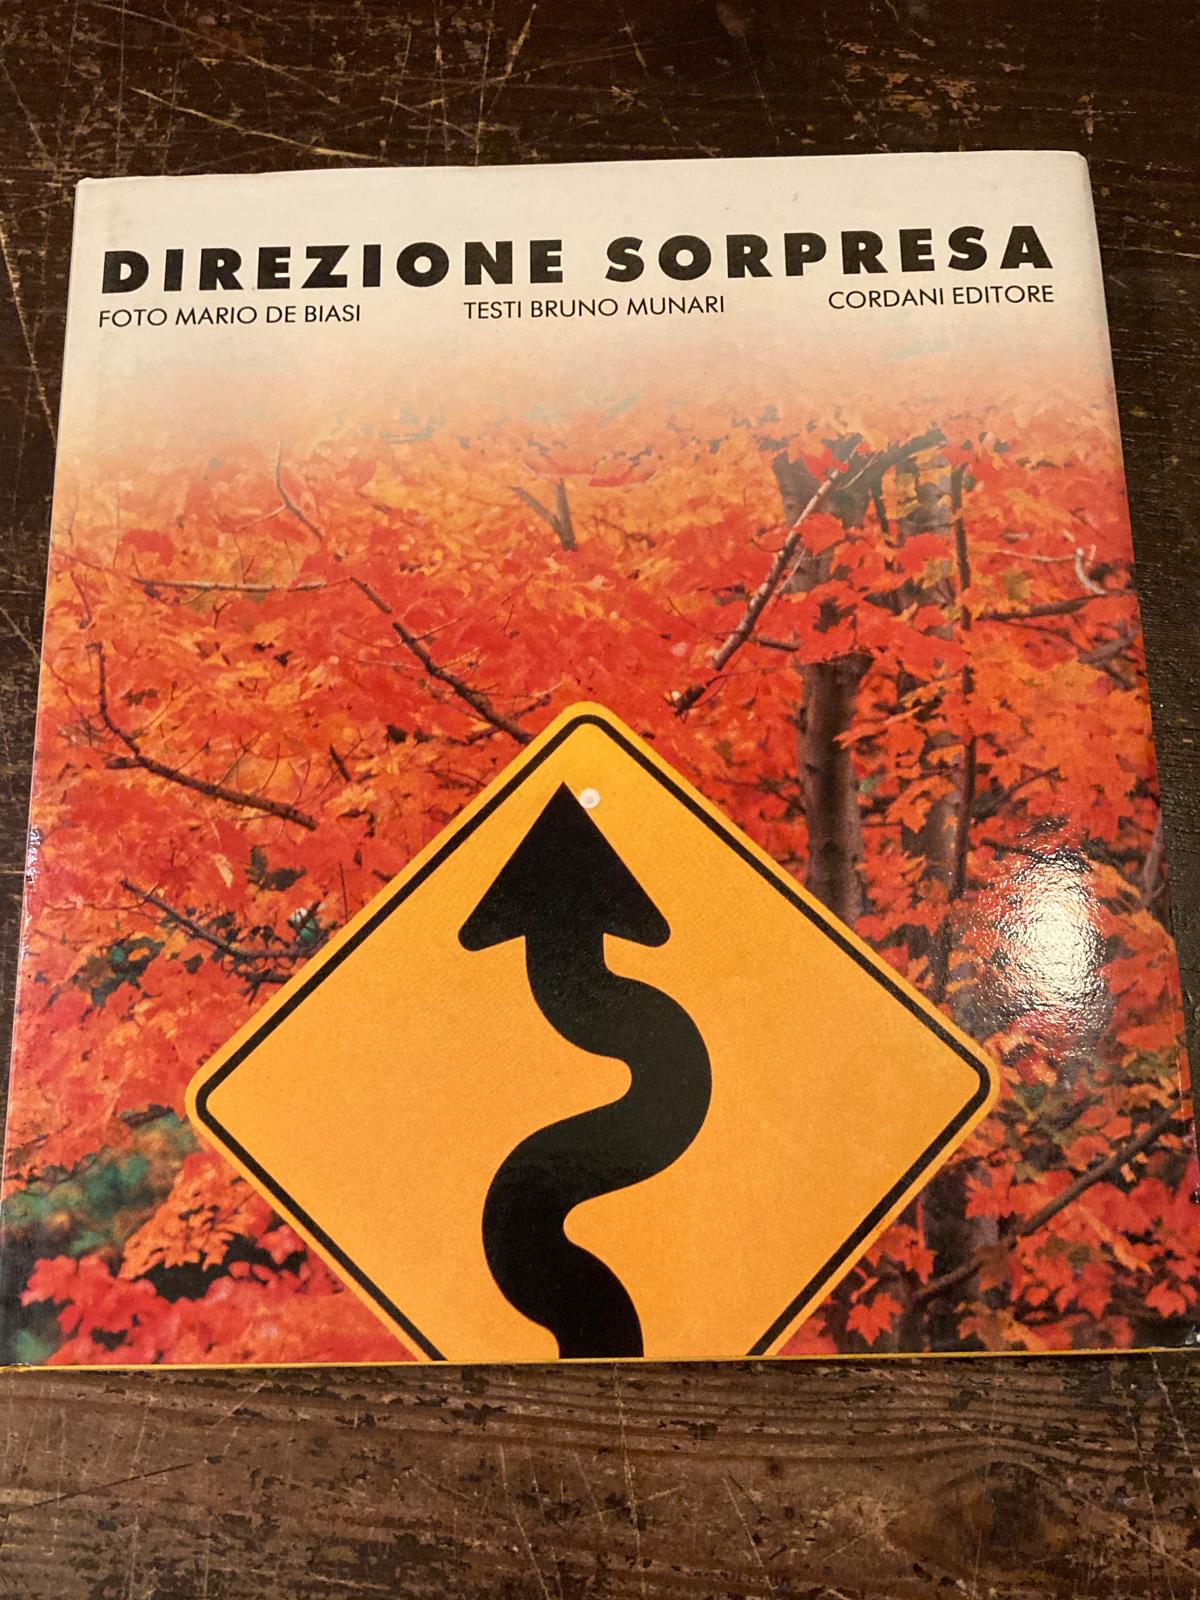 DIREZIONE SORPRESA
FOTO MARIO DE BIASI TESTI BRUNO MUNARI CORDANI EDITORE